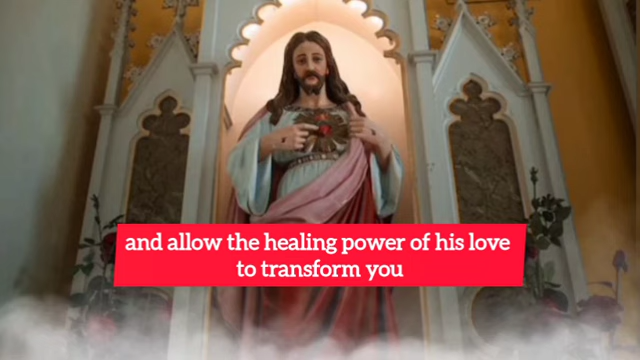 and allow the healing power of his love
to transform you